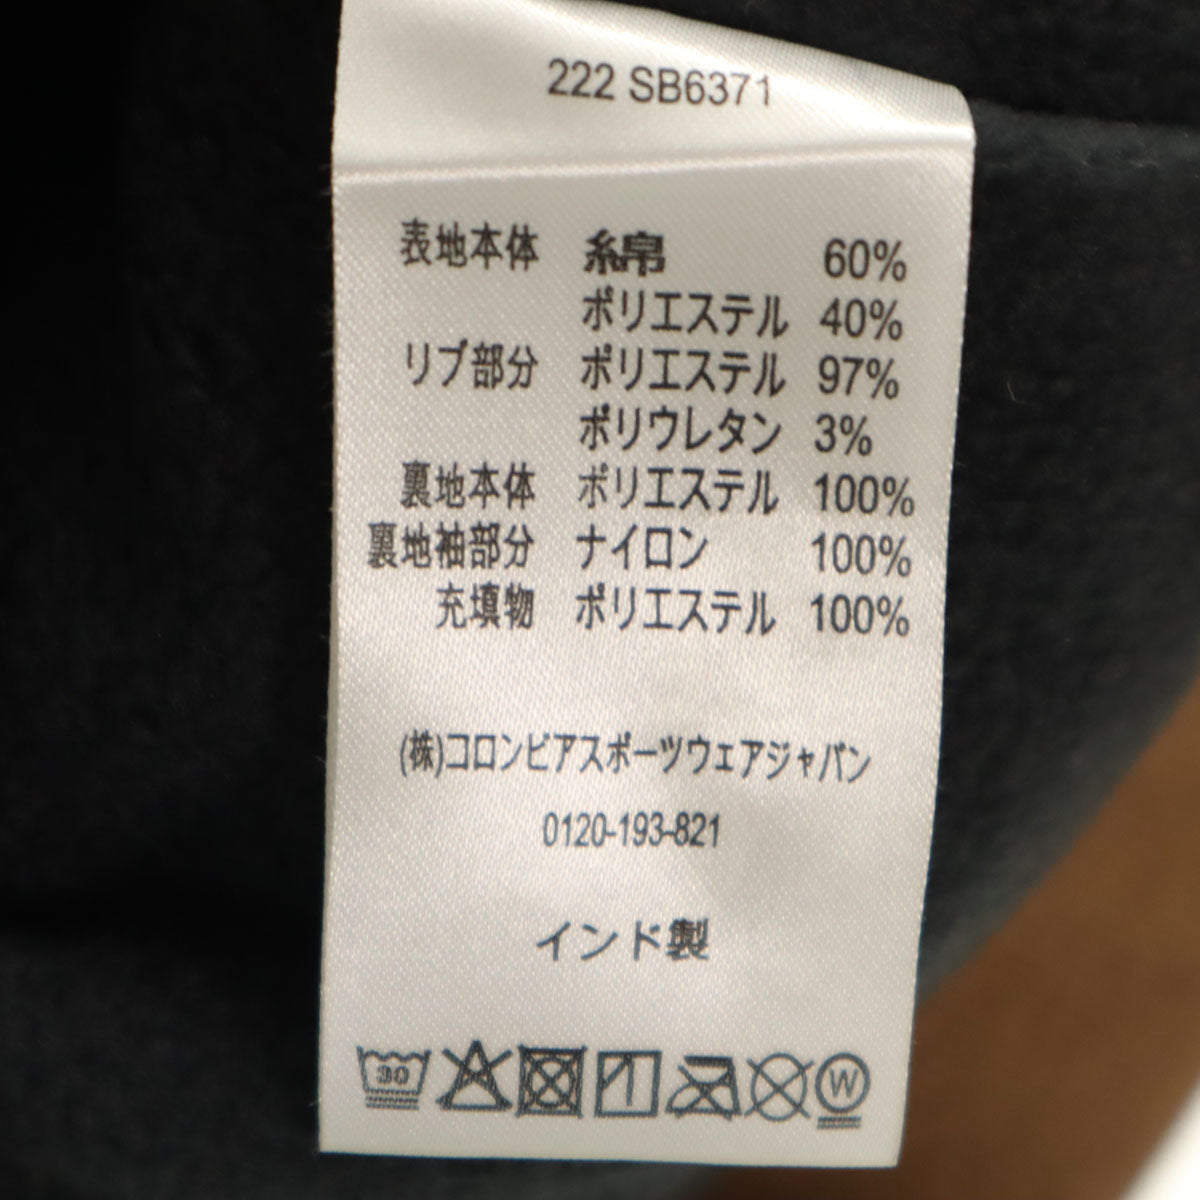 222 SB6371
表地本体 綿 60%
ポリエステル 40%
リブ部分 ポリエステル 97%
ポリウレタン 3%
裏地本体 ポリエステル 100%
裏地袖部分 ナイロン 100%
充填物 ポリエステル 100%
(株)コロンビアスポーツウェアジャパン
0120-193-821
インド製
30
W